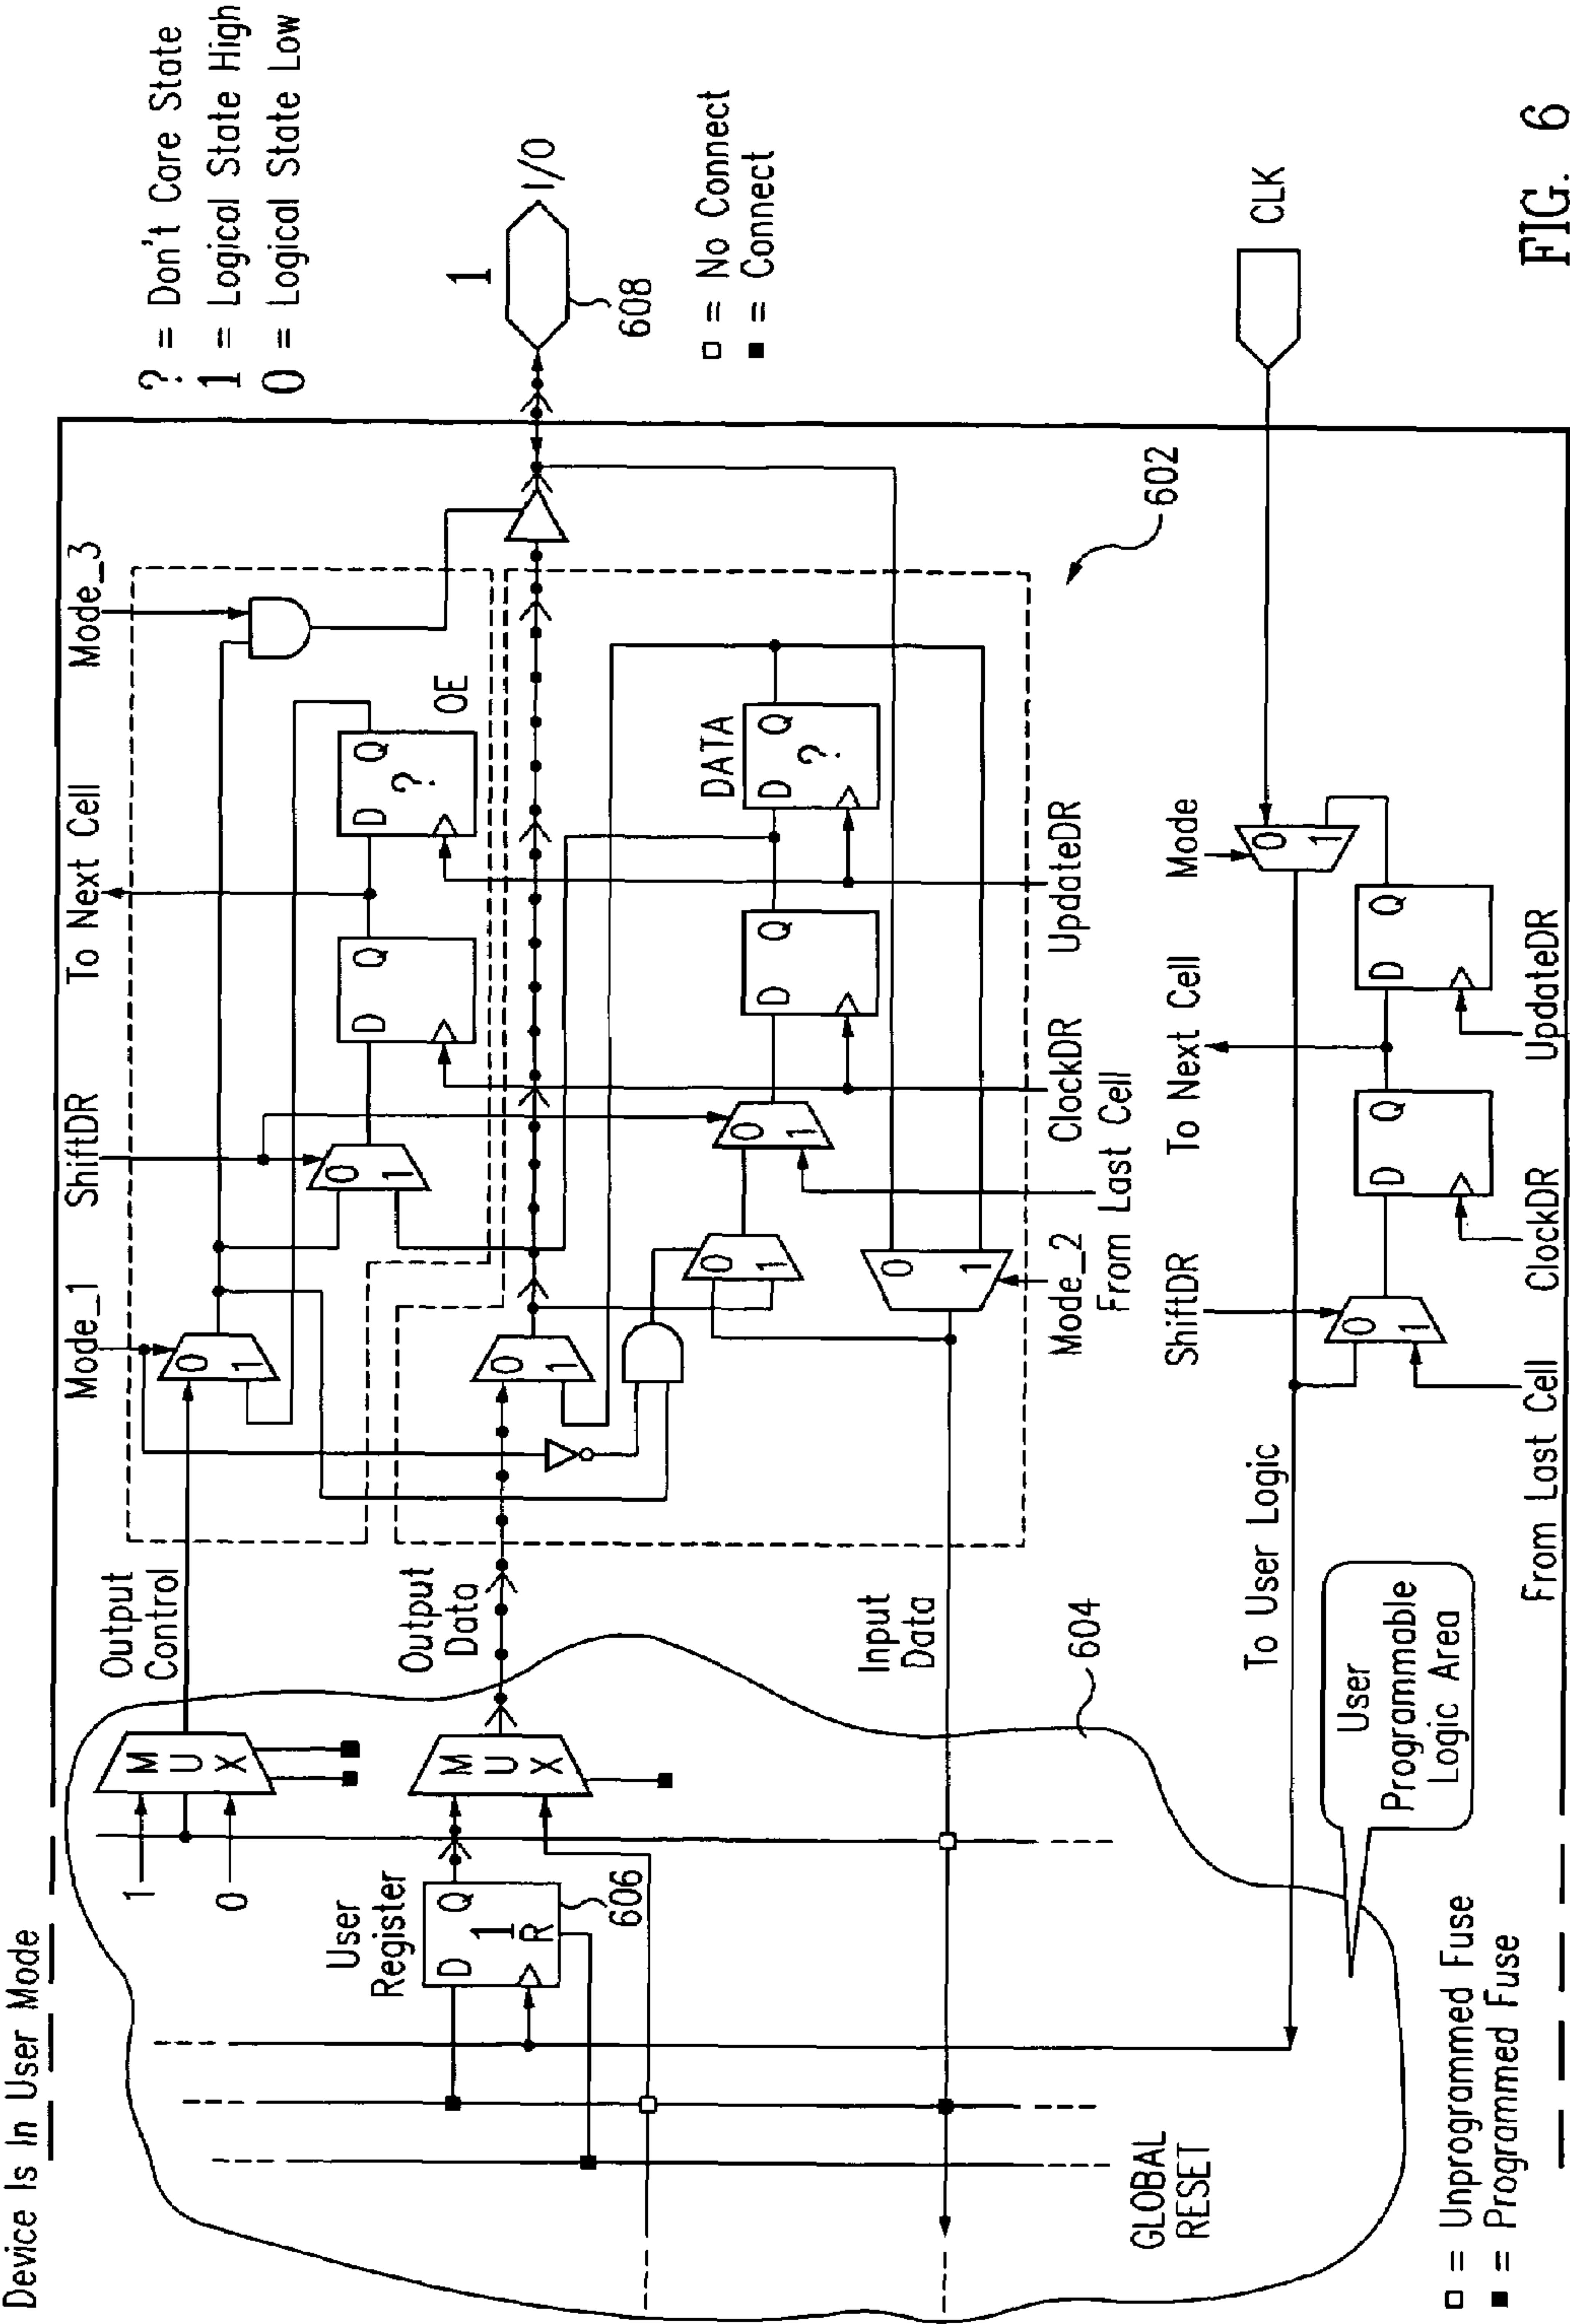 Device Is In User Mode
? = Don't Care State
1 = Logical State High
0 = Logical State Low
Mode_1
ShiftDR
To Next Cell
Mode_3
Output
Control
1
0
M
U
X
0
1
0
1
D Q
D Q
?
OE
User
Register
D Q
1
R
606
M
U
X
Output
Data
0
1
1
I/O
608
0
1
0
1
D Q
DATA
D Q
?
□ = No Connect
■ = Connect
Input
Data
0
1
Mode_2
From Last Cell
ClockDR
UpdateDR
602
604
GLOBAL
RESET
To User Logic
ShiftDR
To Next Cell
Mode
CLK
0
1
D Q
D Q
0
1
User
Programmable
Logic Area
From Last Cell
ClockDR
UpdateDR
□ = Unprogrammed Fuse
■ = Programmed Fuse
FIG. 6